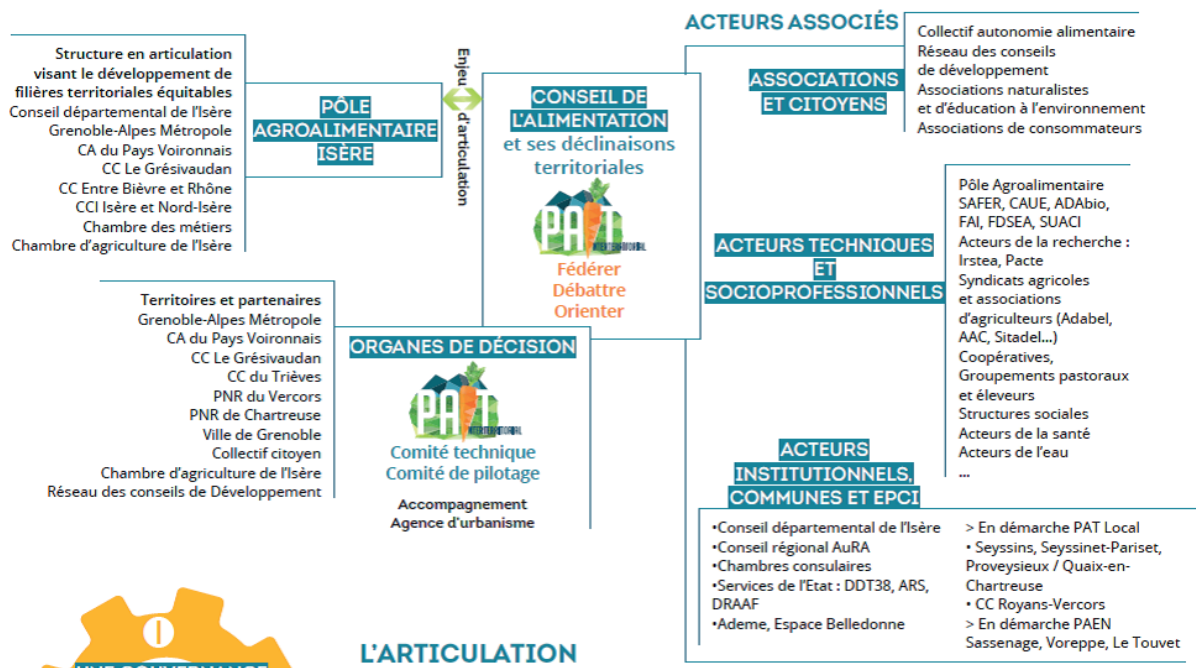 Structure en articulation
visant le développement de
filières territoriales équitables
Conseil départemental de l'Isère
Grenoble-Alpes Métropole
CA du Pays Voironnais
CC Le Grésivaudan
CC Entre Bièvre et Rhône
CCI Isère et Nord-Isère
Chambre des métiers
Chambre d'agriculture de l'Isère
PÔLE
AGROALIMENTAIRE
ISÈRE
Enjeu
d'articulation
CONSEIL DE
L'ALIMENTATION
et ses déclinaisons
territoriales
PAiT
INTERTERRITORIAL
Fédérer
Débattre
Orienter
Territoires et partenaires
Grenoble-Alpes Métropole
CA du Pays Voironnais
CC Le Grésivaudan
CC du Trièves
PNR du Vercors
PNR de Chartreuse
Ville de Grenoble
Collectif citoyen
Chambre d'agriculture de l'Isère
Réseau des conseils de Développement
ORGANES DE DÉCISION
PAiT
INTERTERRITORIAL
Comité technique
Comité de pilotage
Accompagnement
Agence d'urbanisme
ACTEURS ASSOCIÉS
ASSOCIATIONS
ET CITOYENS
Collectif autonomie alimentaire
Réseau des conseils
de développement
Associations naturalistes
et d'éducation à l'environnement
Associations de consommateurs
ACTEURS TECHNIQUES
ET
SOCIOPROFESSIONNELS
Pôle Agroalimentaire
SAFER, CAUE, ADAbio,
FAI, FDSEA, SUACI
Acteurs de la recherche :
Irstea, Pacte
Syndicats agricoles
et associations
d'agriculteurs (Adabel,
AAC, Sitadel...)
Coopératives,
Groupements pastoraux
et éleveurs
Structures sociales
Acteurs de la santé
Acteurs de l'eau
...
ACTEURS
INSTITUTIONNELS,
COMMUNES ET EPCI
•Conseil départemental de l'Isère
•Conseil régional AuRA
•Chambres consulaires
•Services de l'Etat : DDT38, ARS,
DRAAF
•Ademe, Espace Belledonne
> En démarche PAT Local
• Seyssins, Seyssinet-Pariset,
Proveysieux / Quaix-en-
Chartreuse
• CC Royans-Vercors
> En démarche PAEN
Sassenage, Voreppe, Le Touvet
UNE GOUVERNANCE
L'ARTICULATION